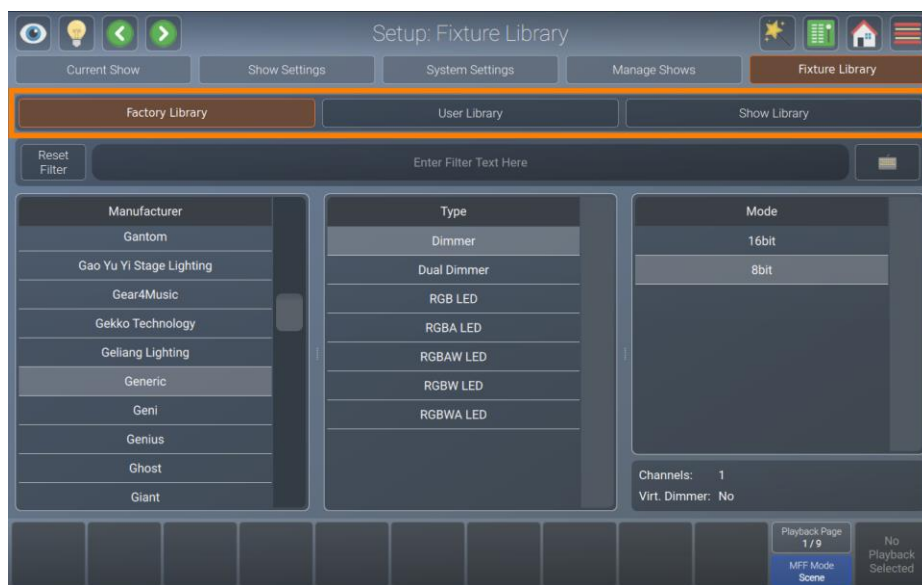 Setup: Fixture Library
Current Show
Show Settings
System Settings
Manage Shows
Fixture Library
Factory Library
User Library
Show Library
Reset
Filter
Enter Filter Text Here
Manufacturer
Gantom
Gao Yu Yi Stage Lighting
Gear4Music
Gekko Technology
Geliang Lighting
Generic
Geni
Genius
Ghost
Giant
Type
Dimmer
Dual Dimmer
RGB LED
RGBA LED
RGBAW LED
RGBW LED
RGBWA LED
Mode
16bit
8bit
Channels: 1
Virt. Dimmer: No
Playback Page
1 / 9
MFF Mode
Scene
No
Playback
Selected